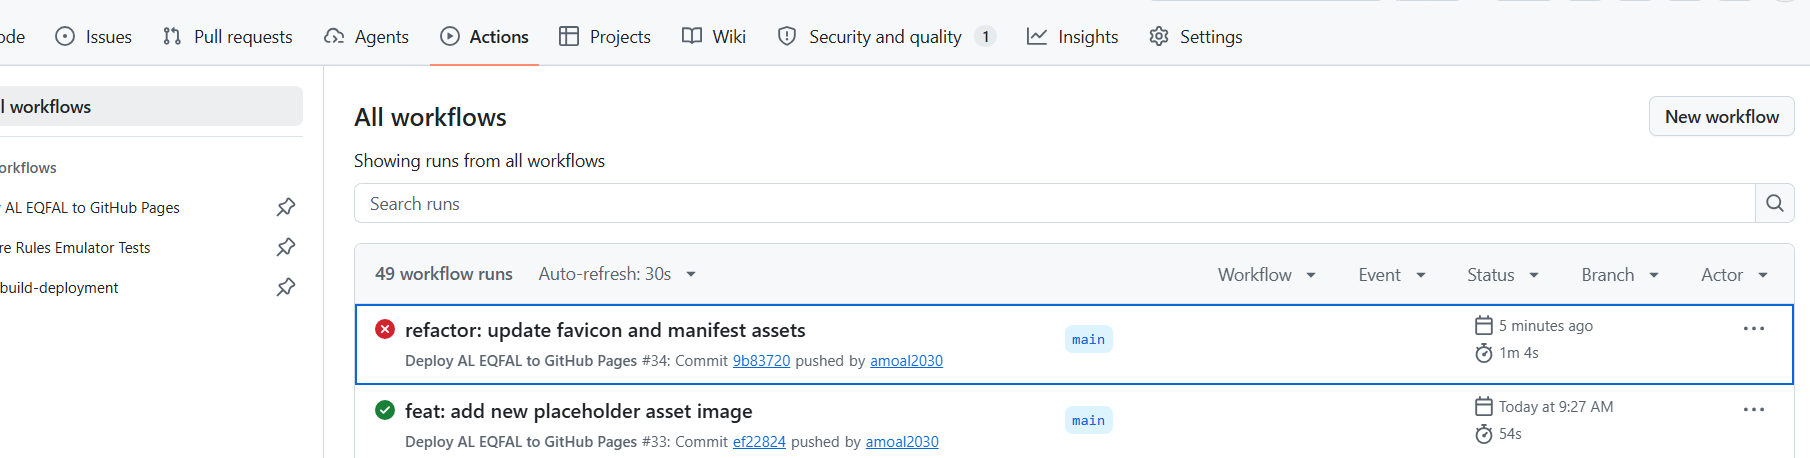 ode Issues Pull requests Agents Actions Projects Wiki Security and quality 1 Insights Settings
l workflows
All workflows
New workflow
Showing runs from all workflows
orkflows
Search runs
AL EQFAL to GitHub Pages
re Rules Emulator Tests
build-deployment
49 workflow runs Auto-refresh: 30s Workflow Event Status Branch Actor
refactor: update favicon and manifest assets
main
5 minutes ago
Deploy AL EQFAL to GitHub Pages #34: Commit 9b83720 pushed by amoal2030
1m 4s
feat: add new placeholder asset image
main
Today at 9:27 AM
Deploy AL EQFAL to GitHub Pages #33: Commit ef22824 pushed by amoal2030
54s